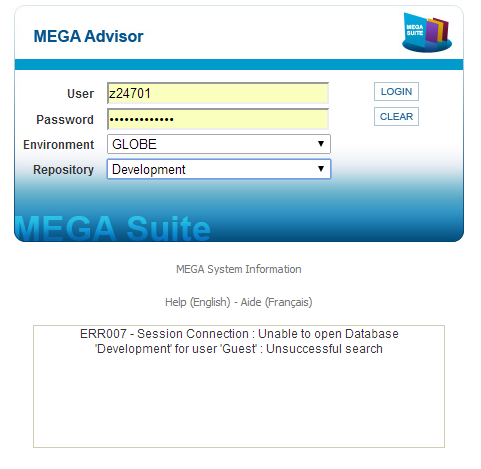 MEGA Advisor
MEGA SUITE
User z24701 LOGIN
Password ••••••••••••• CLEAR
Environment GLOBE
Repository Development
MEGA Suite
MEGA System Information
Help (English) - Aide (Français)
ERR007 - Session Connection : Unable to open Database
'Development' for user 'Guest' : Unsuccessful search